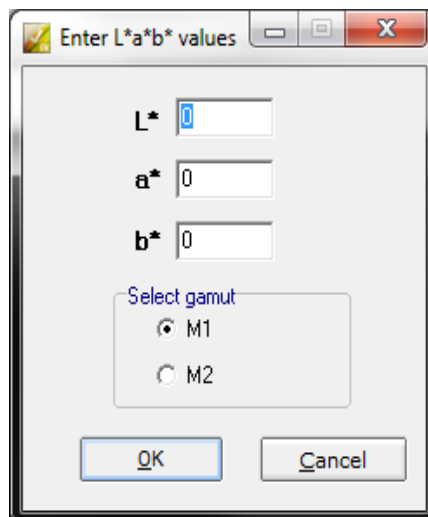 Enter L*a*b* values
L* 0
a* 0
b* 0
Select gamut
M1
M2
OK Cancel